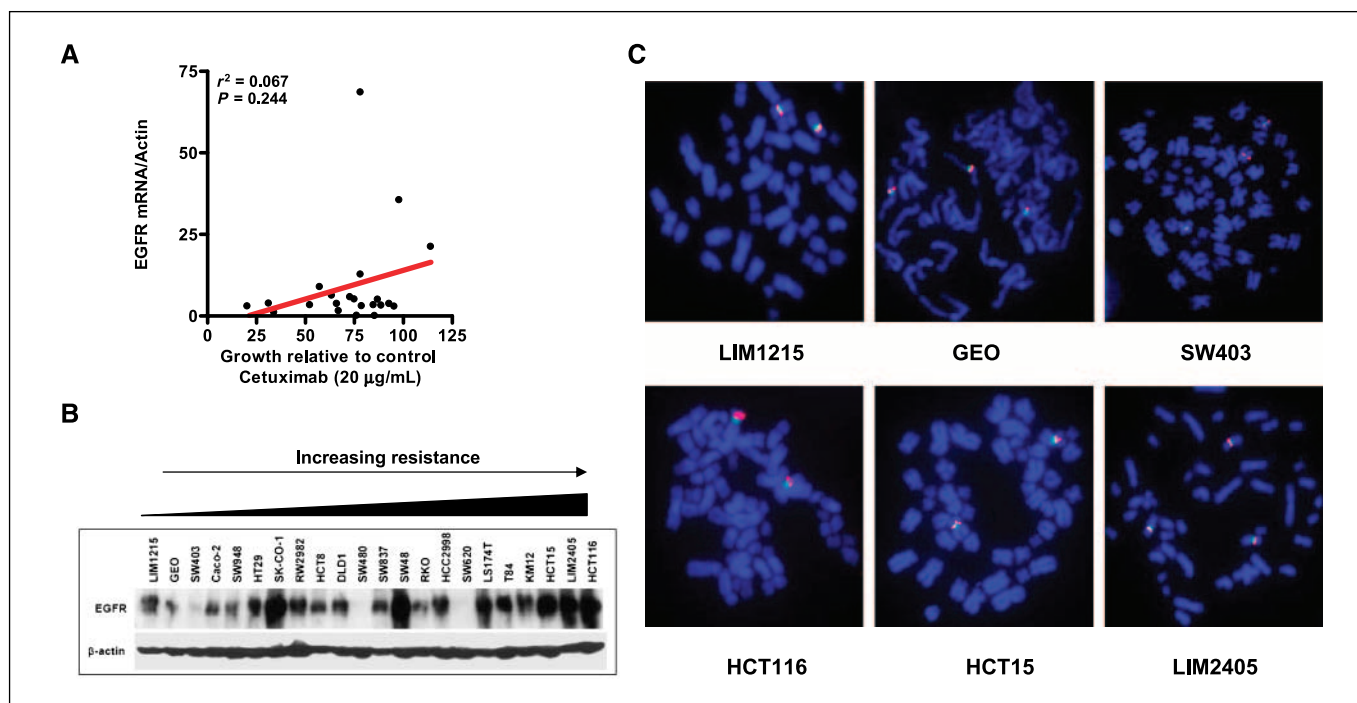 A
r² = 0.067
P = 0.244
75
50
25
0
EGFR mRNA/Actin
0 25 50 75 100 125
Growth relative to control
Cetuximab (20 µg/mL)
B
Increasing resistance
LIM1215 GEO SW403 Caco-2 SW948 HT29 SK-CO-1 RW2982 HCT8 DLD1 SW480 SW837 SW48 RKO HCC2998 SW620 LS174T T84 KM12 HCT15 LIM2405 HCT116
EGFR
β-actin
C
LIM1215 GEO SW403
HCT116 HCT15 LIM2405